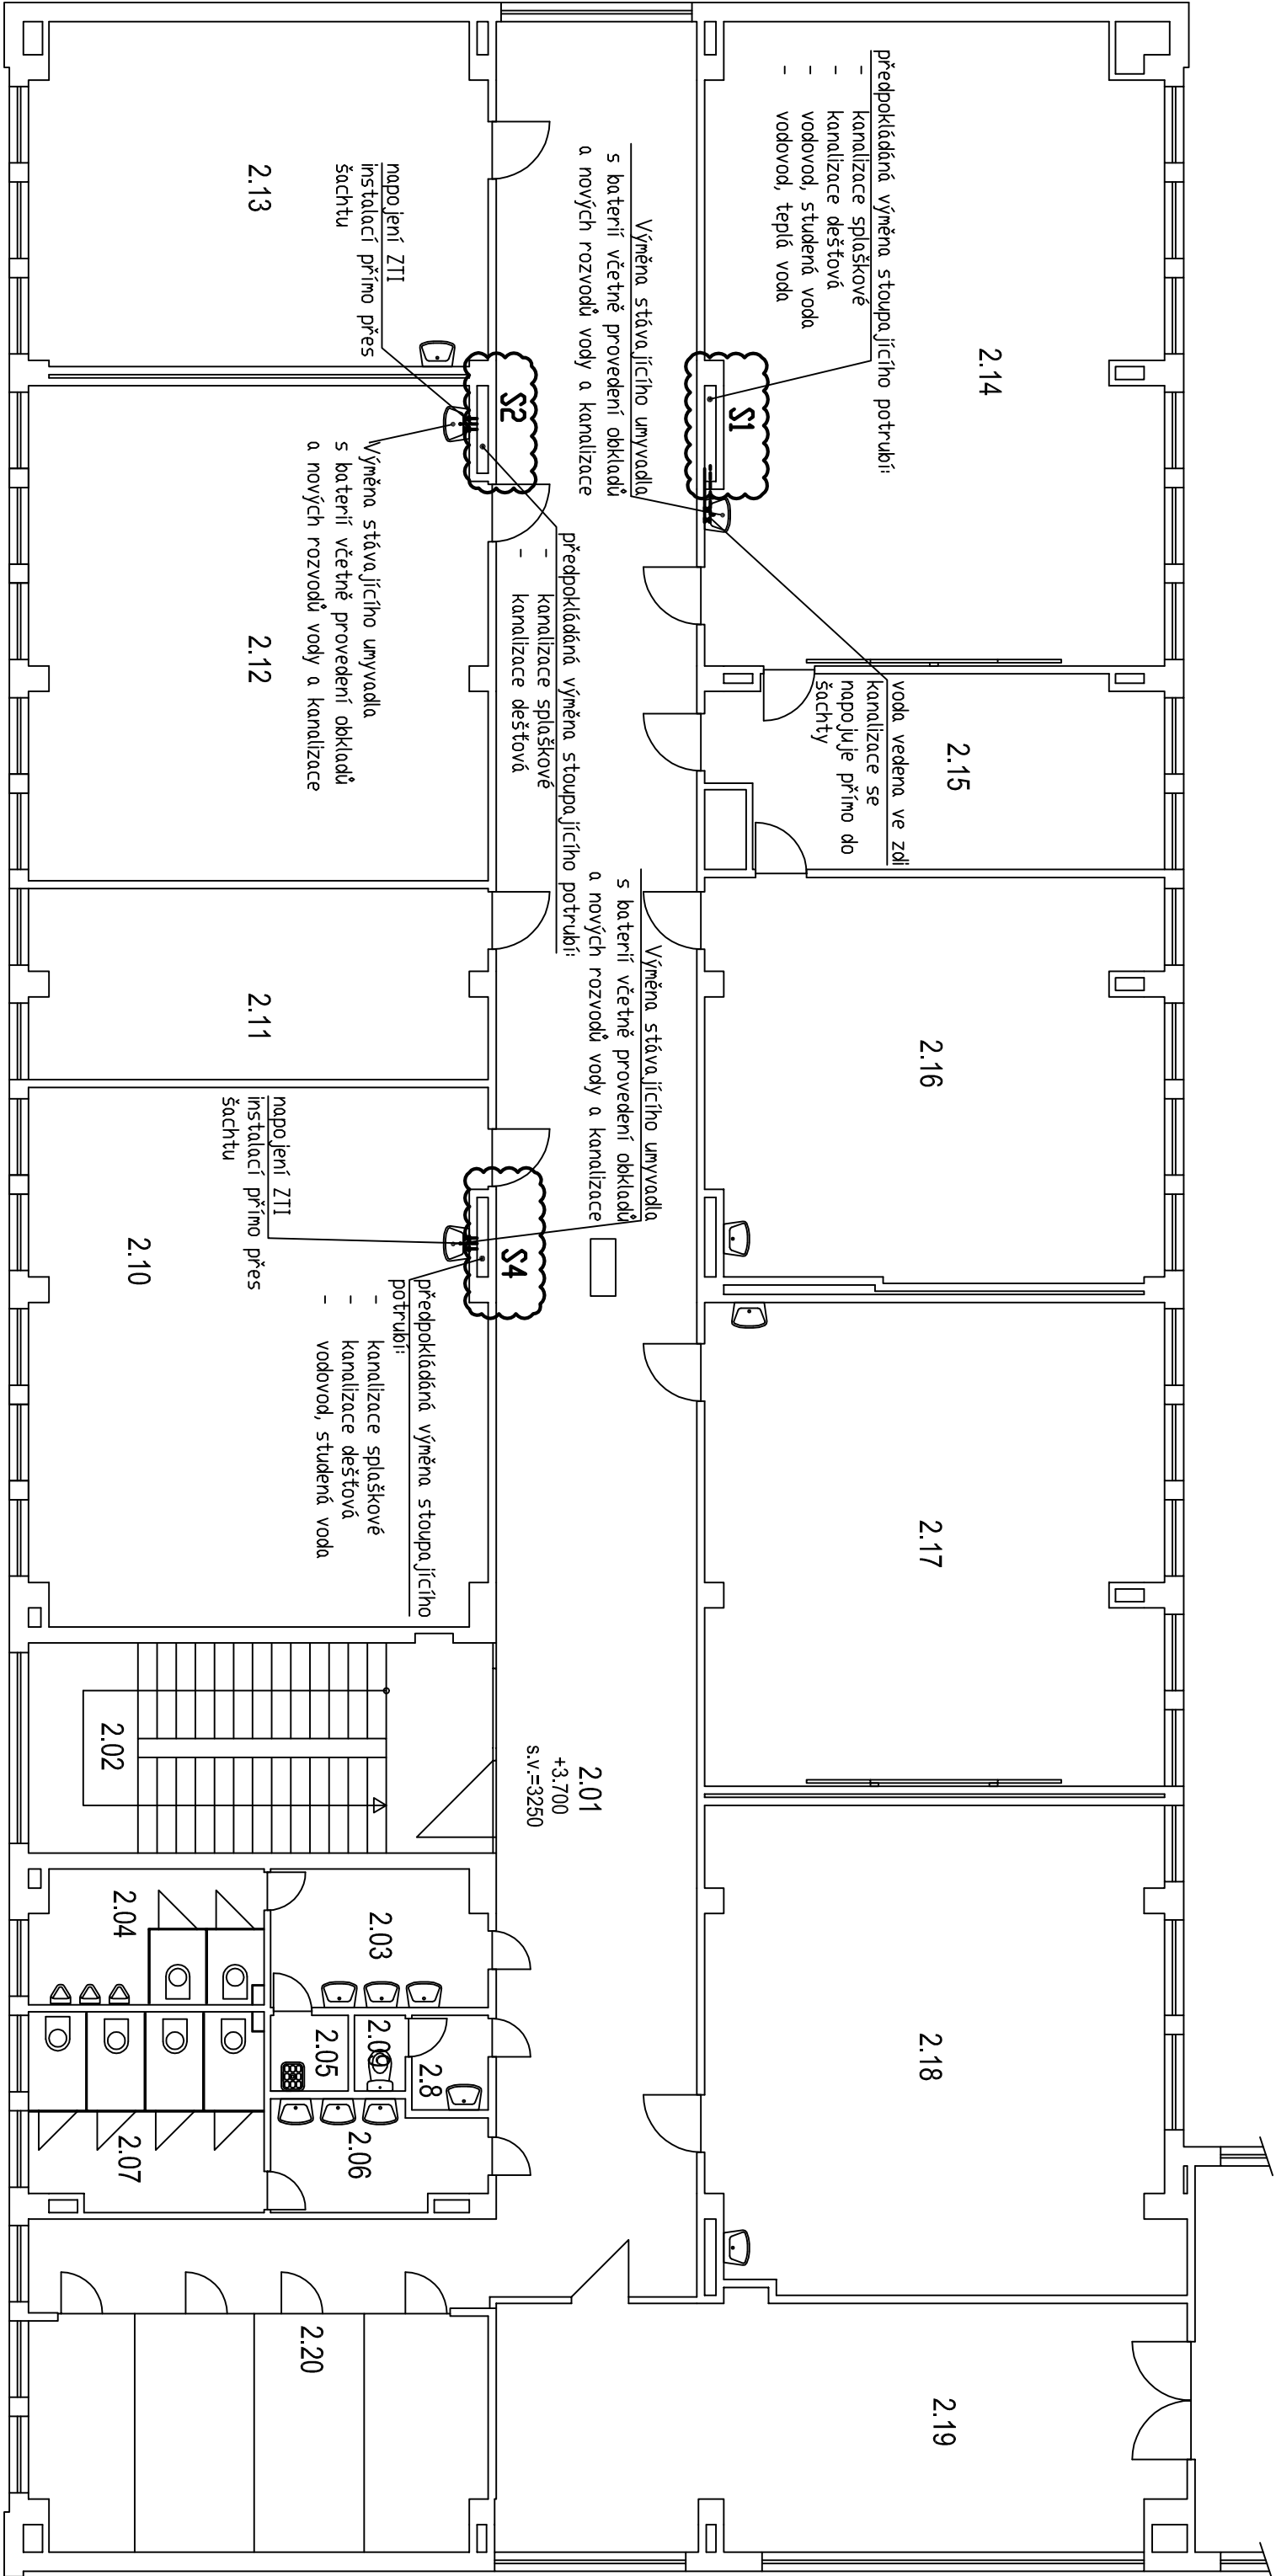 předpokládáná výměna stoupajícího potrubí:
- kanalizace splaškové
- kanalizace dešťová
- vodovod, studená voda
- vodovod, teplá voda
2.14
S1
Výměna stávajícího umyvadla
s baterií včetně provedení obkladů
a nových rozvodů vody a kanalizace
voda vedena ve zdi
kanalizace se
napojuje přímo do
šachty
2.15
2.16
2.17
2.18
2.19
2.13
napojení ZTI
instalací přímo přes
šachtu
S2
Výměna stávajícího umyvadla
s baterií včetně provedení obkladů
a nových rozvodů vody a kanalizace
2.12
předpokládáná výměna stoupajícího potrubí:
- kanalizace splaškové
- kanalizace dešťová
2.11
Výměna stávajícího umyvadla
s baterií včetně provedení obkladů
a nových rozvodů vody a kanalizace
napojení ZTI
instalací přímo přes
šachtu
S4
2.10
předpokládáná výměna stoupajícího
potrubí:
- kanalizace splaškové
- kanalizace dešťová
- vodovod, studená voda
2.01
+3.700
s.v.=3250
2.02
2.03
2.04
2.05
2.09
2.8
2.06
2.07
2.20